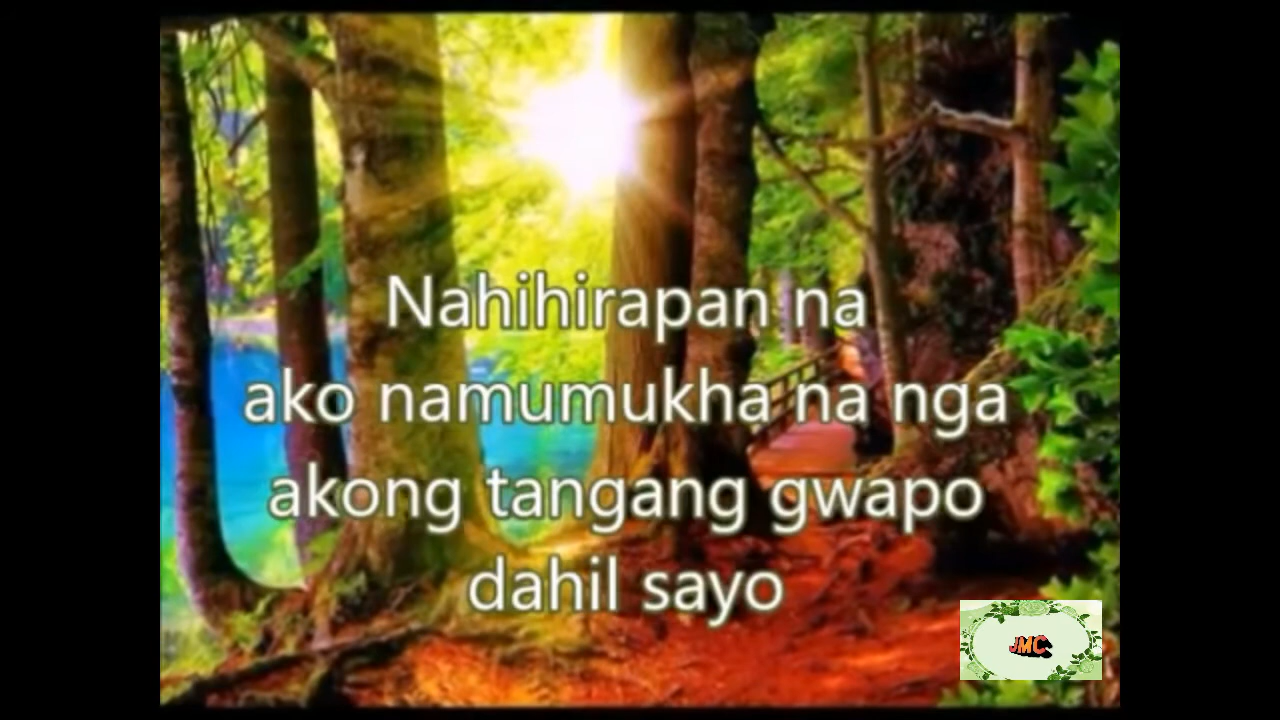 Nahihirapan na
ako namumukha na nga
akong tangang gwapo
dahil sayo
JMC